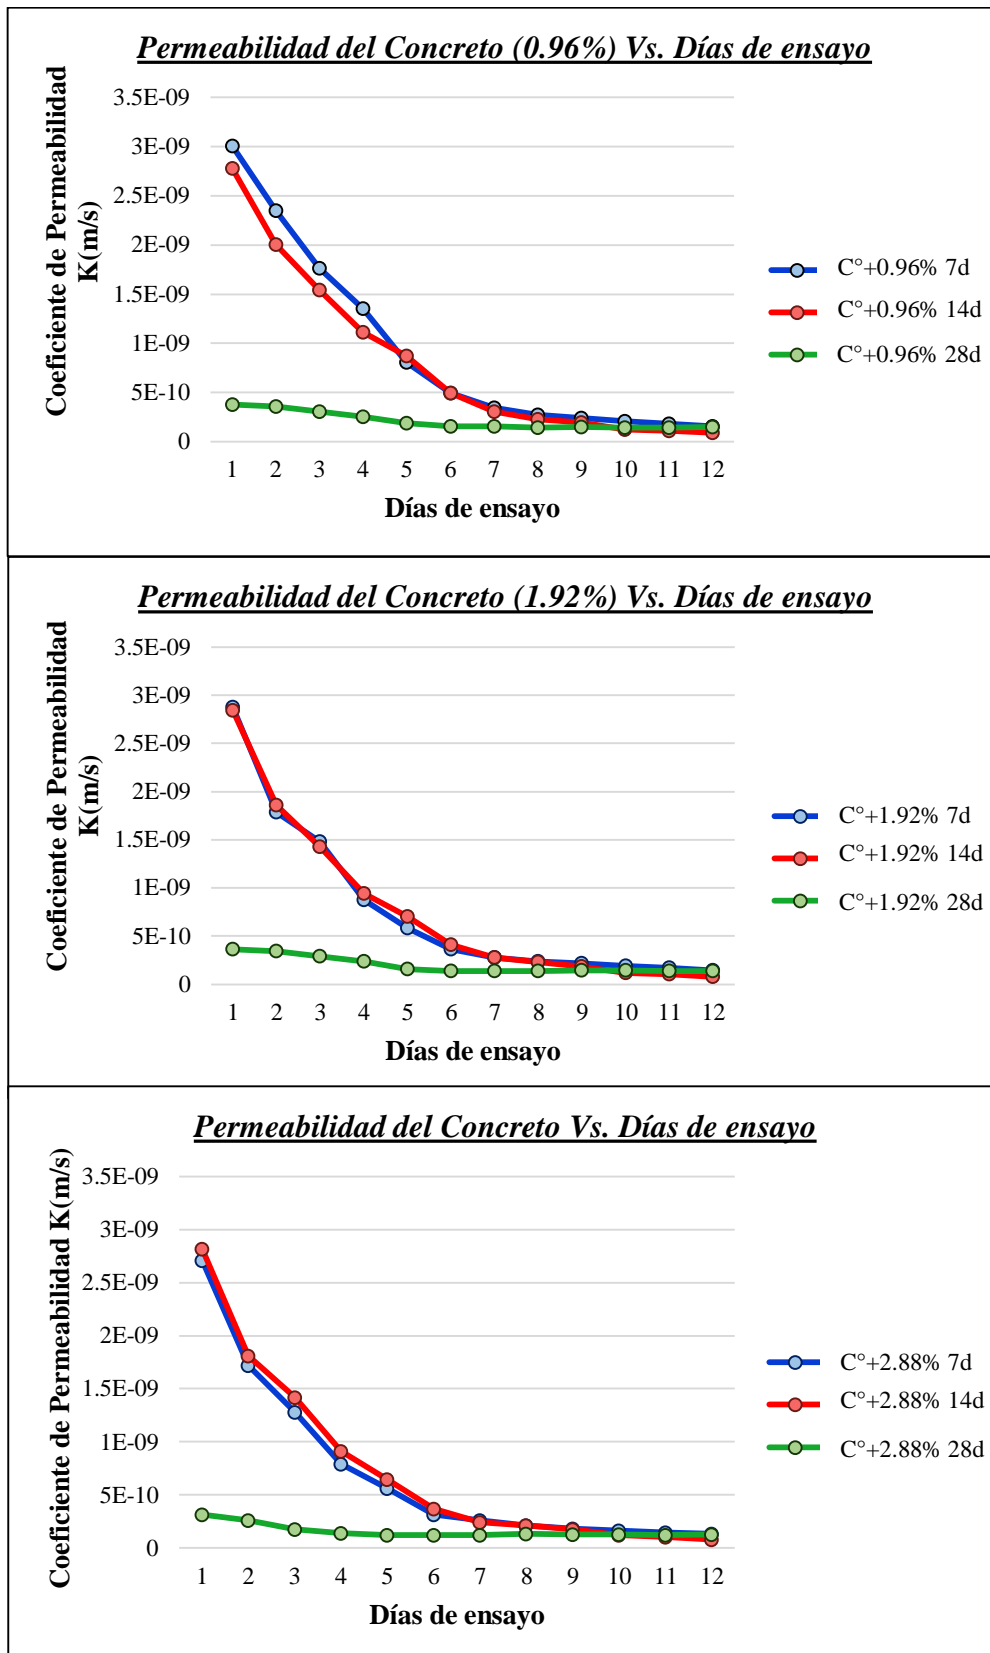 Permeabilidad del Concreto (0.96%) Vs. Días de ensayo
Coeficiente de Permeabilidad
K(m/s)
3.5E-09
3E-09
2.5E-09
2E-09
1.5E-09
1E-09
5E-10
0
1 2 3 4 5 6 7 8 9 10 11 12
Días de ensayo
C°+0.96% 7d
C°+0.96% 14d
C°+0.96% 28d
Permeabilidad del Concreto (1.92%) Vs. Días de ensayo
Coeficiente de Permeabilidad
K(m/s)
3.5E-09
3E-09
2.5E-09
2E-09
1.5E-09
1E-09
5E-10
0
1 2 3 4 5 6 7 8 9 10 11 12
Días de ensayo
C°+1.92% 7d
C°+1.92% 14d
C°+1.92% 28d
Permeabilidad del Concreto Vs. Días de ensayo
Coeficiente de Permeabilidad K(m/s)
3.5E-09
3E-09
2.5E-09
2E-09
1.5E-09
1E-09
5E-10
0
1 2 3 4 5 6 7 8 9 10 11 12
Días de ensayo
C°+2.88% 7d
C°+2.88% 14d
C°+2.88% 28d